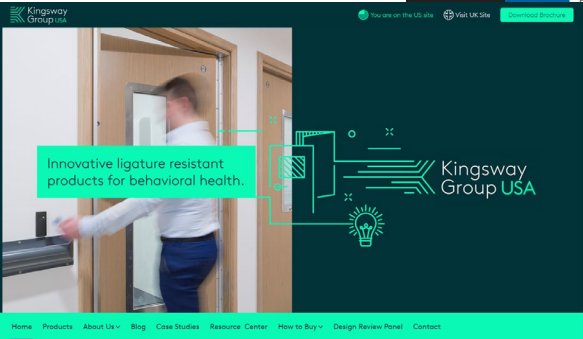 Kingsway
Group USA
You are on the US site
Visit UK Site
Download Brochure
Innovative ligature resistant
products for behavioral health.
Kingsway
Group USA
Home Products About Us Blog Case Studies Resource Center How to Buy Design Review Panel Contact